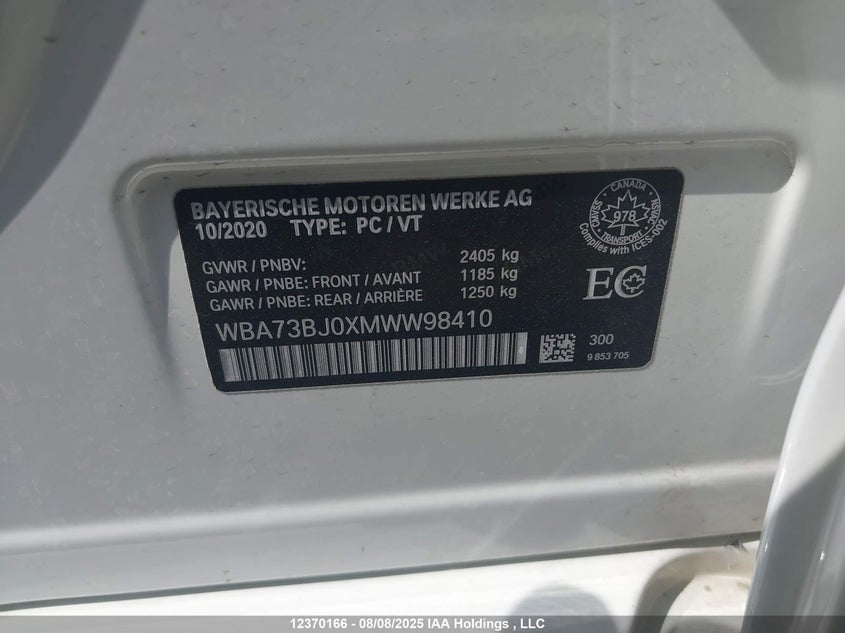 BAYERISCHE MOTOREN WERKE AG
10/2020 TYPE: PC / VT
GVWR / PNBV: 2405 kg
GAWR / PNBE: FRONT / AVANT 1185 kg
GAWR / PNBE: REAR / ARRIÈRE 1250 kg
WBA73BJ0XMWW98410
CANADA
978
TRANSPORT
CMVSS
NSVAC
Complies with ICES-002
EC
300
9 853 705
12370166 - 08/08/2025 IAA Holdings , LLC